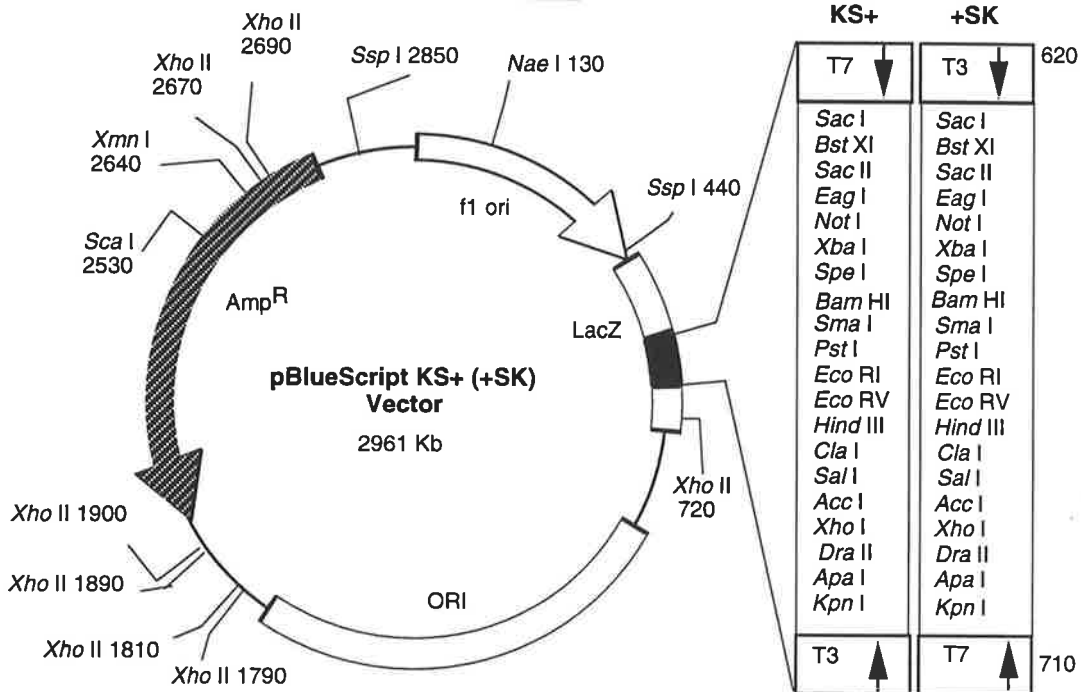 Xho II
2690
Xho II
2670
Xmn I
2640
Sca I
2530
Ssp I 2850
Nae I 130
f1 ori
Ssp I 440
AmpR
LacZ
pBlueScript KS+ (+SK)
Vector
2961 Kb
Xho II
720
Xho II 1900
Xho II 1890
Xho II 1810
Xho II 1790
ORI
KS+
T7
Sac I
Bst XI
Sac II
Eag I
Not I
Xba I
Spe I
Bam HI
Sma I
Pst I
Eco RI
Eco RV
Hind III
Cla I
Sal I
Acc I
Xho I
Dra II
Apa I
Kpn I
T3
+SK
T3
Sac I
Bst XI
Sac II
Eag I
Not I
Xba I
Spe I
Bam HI
Sma I
Pst I
Eco RI
Eco RV
Hind III
Cla I
Sal I
Acc I
Xho I
Dra II
Apa I
Kpn I
T7
620
710